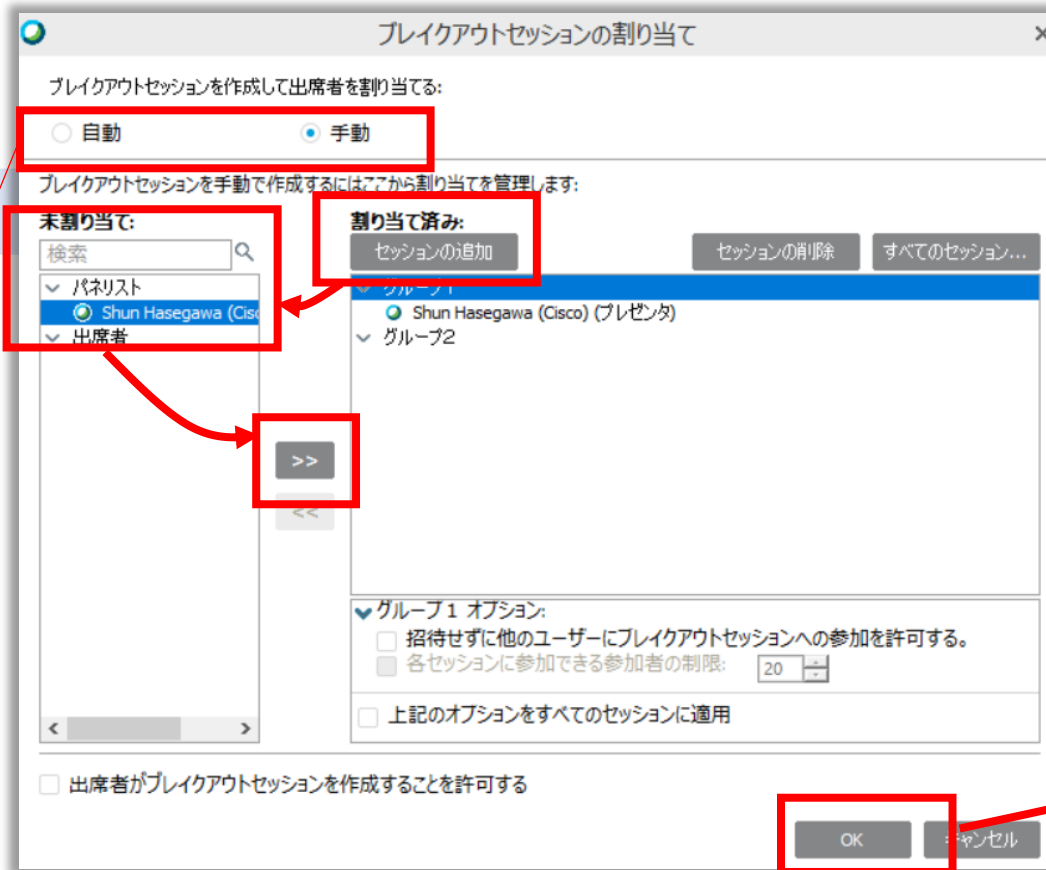 ブレイクアウトセッションの割り当て
ブレイクアウトセッションを作成して出席者を割り当てる:
自動 手動
ブレイクアウトセッションを手動で作成するにはここから割り当てを管理します:
未割り当て: 割り当て済み:
検索 セッションの追加 セッションの削除 すべてのセッション...
パネリスト グループ1
Shun Hasegawa (Cisc Shun Hasegawa (Cisco) (プレゼンタ)
出席者 グループ2
>>
<<
グループ 1 オプション:
招待せずに他のユーザーにブレイクアウトセッションへの参加を許可する。
各セッションに参加できる参加者の制限: 20
上記のオプションをすべてのセッションに適用
出席者がブレイクアウトセッションを作成することを許可する
OK キャンセル